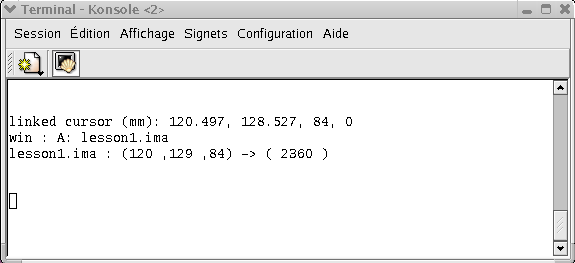 Terminal - Konsole <2>
Session Édition Affichage Signets Configuration Aide
linked cursor (mm): 120.497, 128.527, 84, 0
win : A: lesson1.ima
lesson1.ima : (120 ,129 ,84) -> ( 2360 )